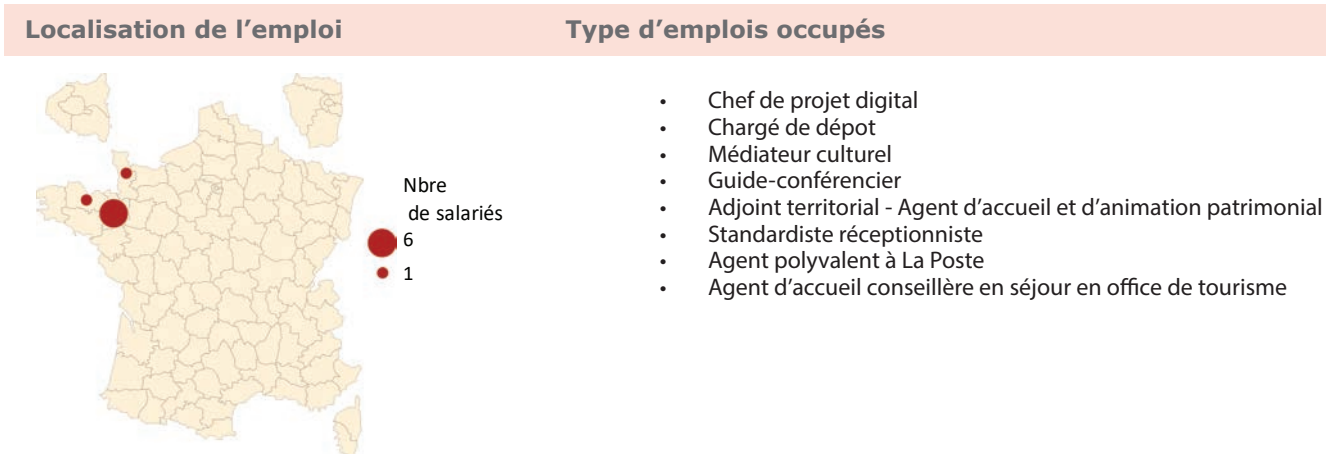 Localisation de l’emploi
Type d’emplois occupés
Nbre
de salariés
6
1
• Chef de projet digital
• Chargé de dépot
• Médiateur culturel
• Guide-conférencier
• Adjoint territorial - Agent d’accueil et d’animation patrimonial
• Standardiste réceptionniste
• Agent polyvalent à La Poste
• Agent d’accueil conseillère en séjour en office de tourisme